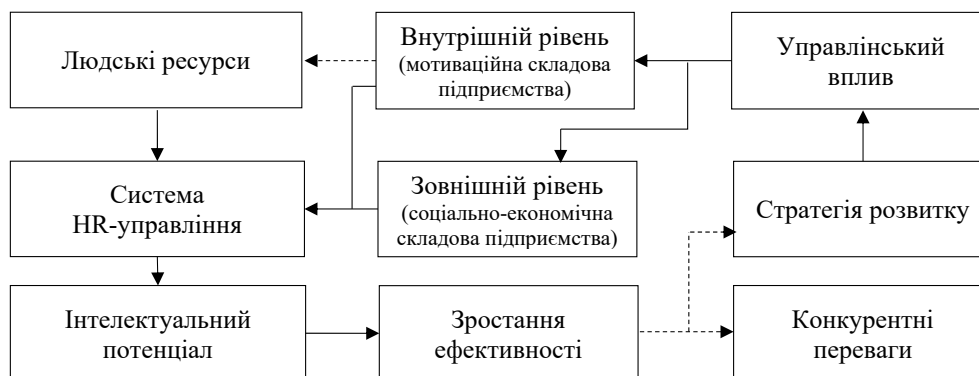 Людські ресурси
Внутрішній рівень
(мотиваційна складова
підприємства)
Управлінський
вплив
Система
HR-управління
Зовнішній рівень
(соціально-економічна
складова підприємства)
Стратегія розвитку
Інтелектуальний
потенціал
Зростання
ефективності
Конкурентні
переваги